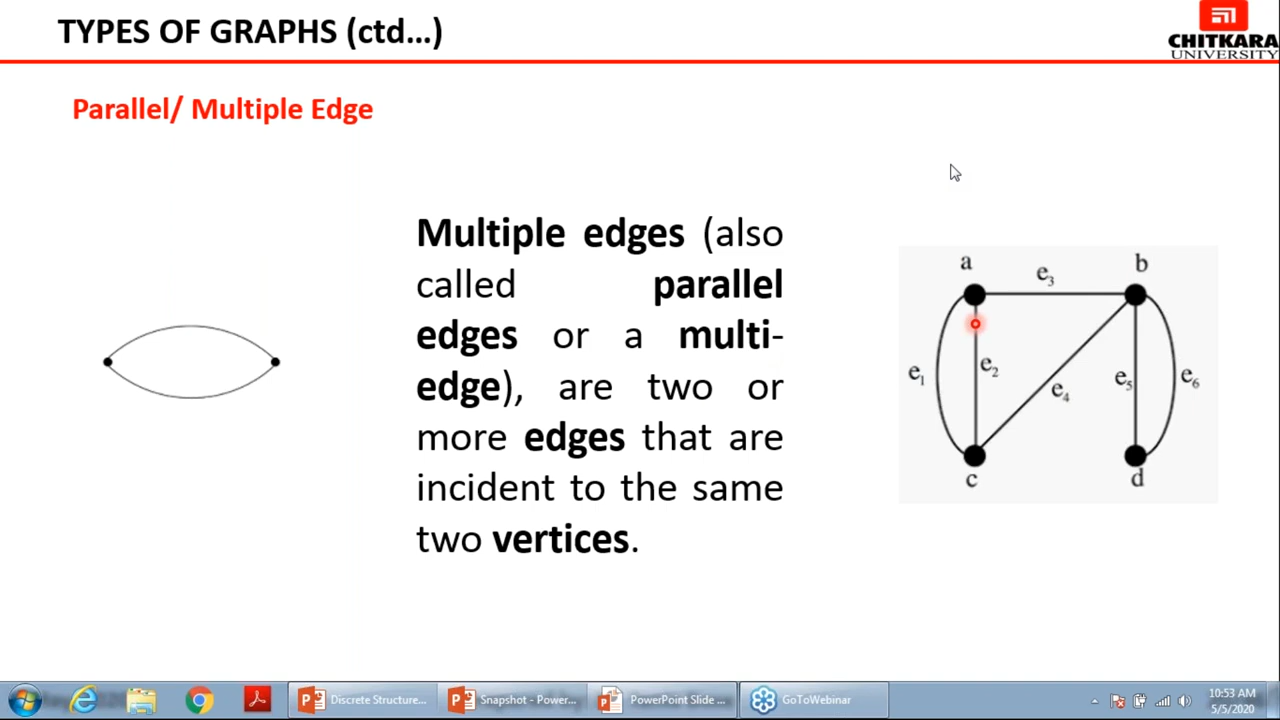 TYPES OF GRAPHS (ctd...)
CHITKARA
UNIVERSITY
Parallel/ Multiple Edge
Multiple edges (also
called parallel
edges or a multi-
edge), are two or
more edges that are
incident to the same
two vertices.
a
b
e3
e1
e2
e4
e5
e6
c
d
Discrete Structure...
Snapshot - Power...
PowerPoint Slide ...
GoToWebinar
10:53 AM
5/5/2020